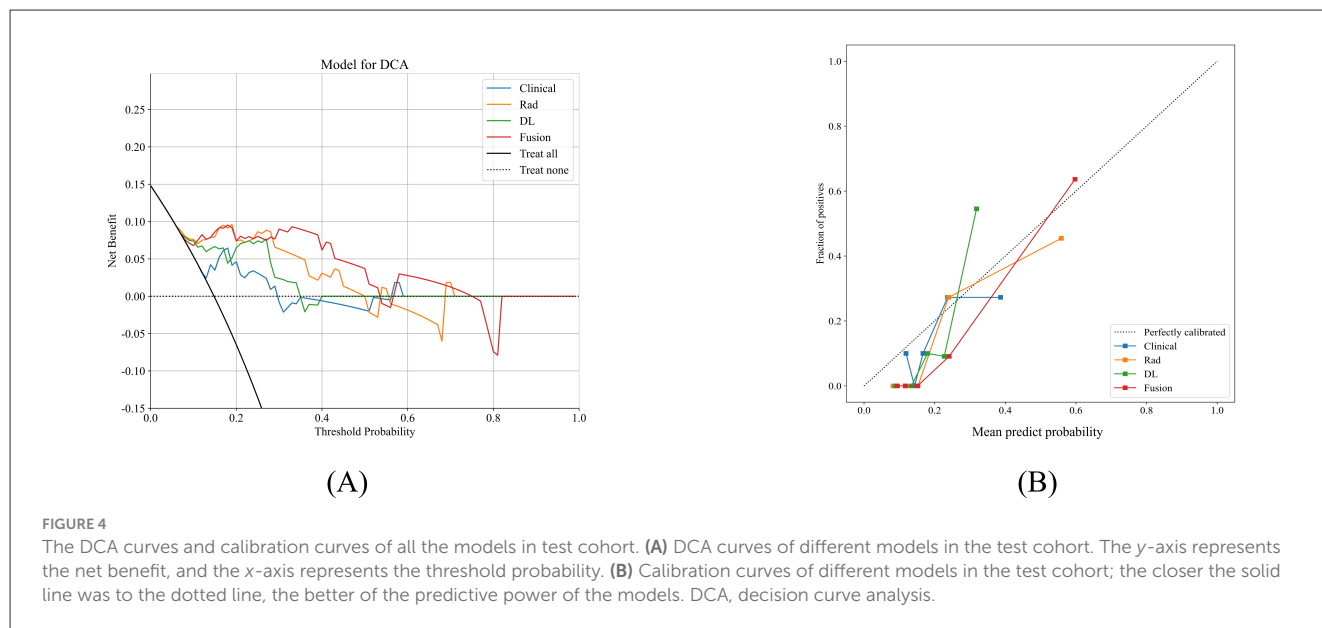 Model for DCA
Clinical
Rad
DL
Fusion
Treat all
Treat none
0.25
0.20
0.15
0.10
0.05
0.00
-0.05
-0.10
-0.15
Net Benefit
0.0 0.2 0.4 0.6 0.8 1.0
Threshold Probability
(A)
1.0
0.8
0.6
0.4
0.2
0.0
Fraction of positives
Perfectly calibrated
Clinical
Rad
DL
Fusion
0.0 0.2 0.4 0.6 0.8 1.0
Mean predict probability
(B)
FIGURE 4
The DCA curves and calibration curves of all the models in test cohort. (A) DCA curves of different models in the test cohort. The y-axis represents
the net benefit, and the x-axis represents the threshold probability. (B) Calibration curves of different models in the test cohort; the closer the solid
line was to the dotted line, the better of the predictive power of the models. DCA, decision curve analysis.